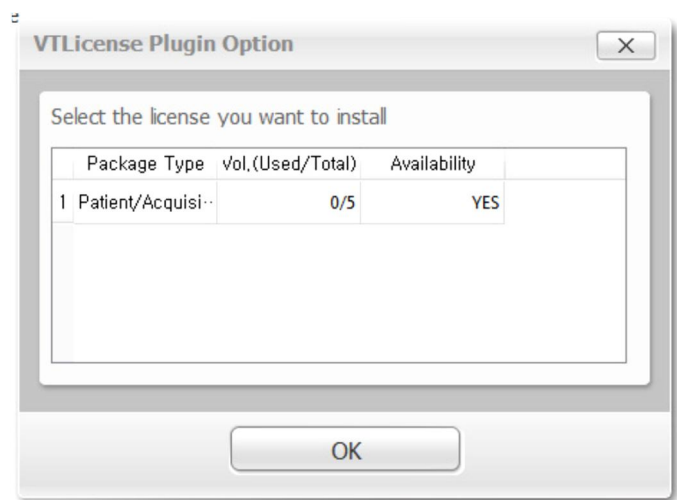 VTLicense Plugin Option
Select the license you want to install
Package Type Vol.(Used/Total) Availability
1 Patient/Acquisi... 0/5 YES
OK